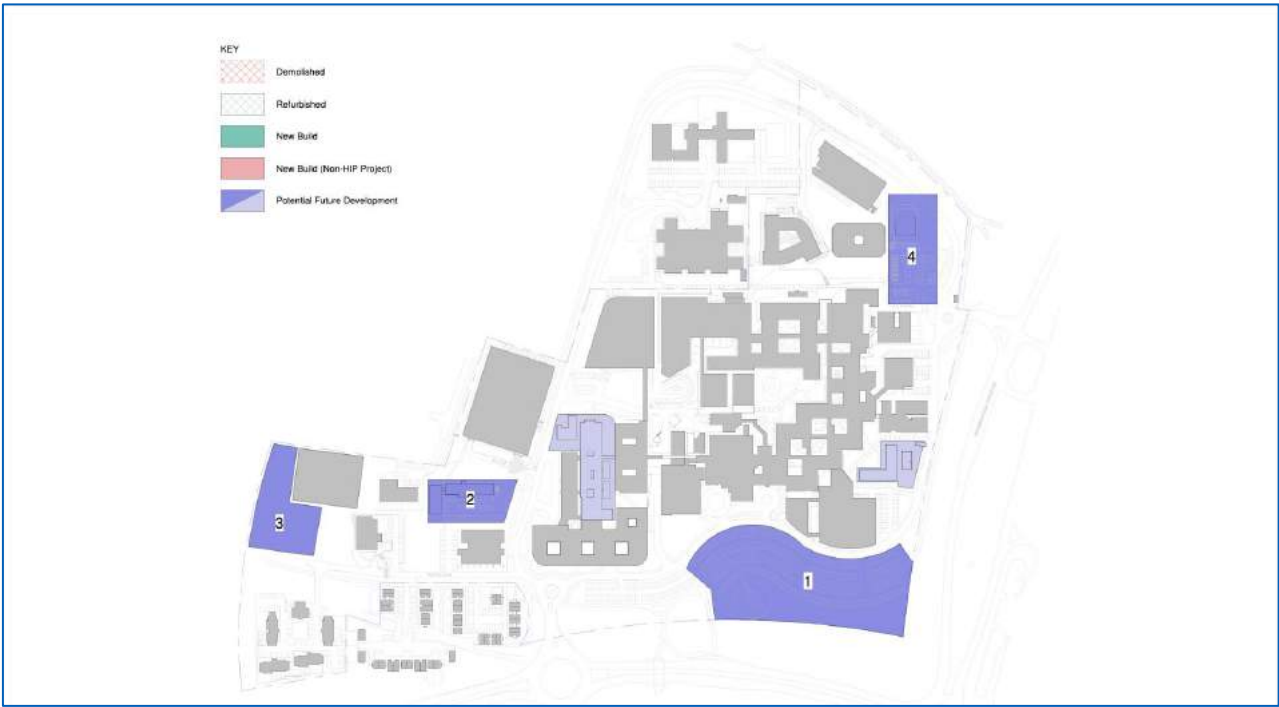 KEY
Demolished
Refurbished
New Build
New Build (Non-HIP Project)
Potential Future Development
4
2
3
1